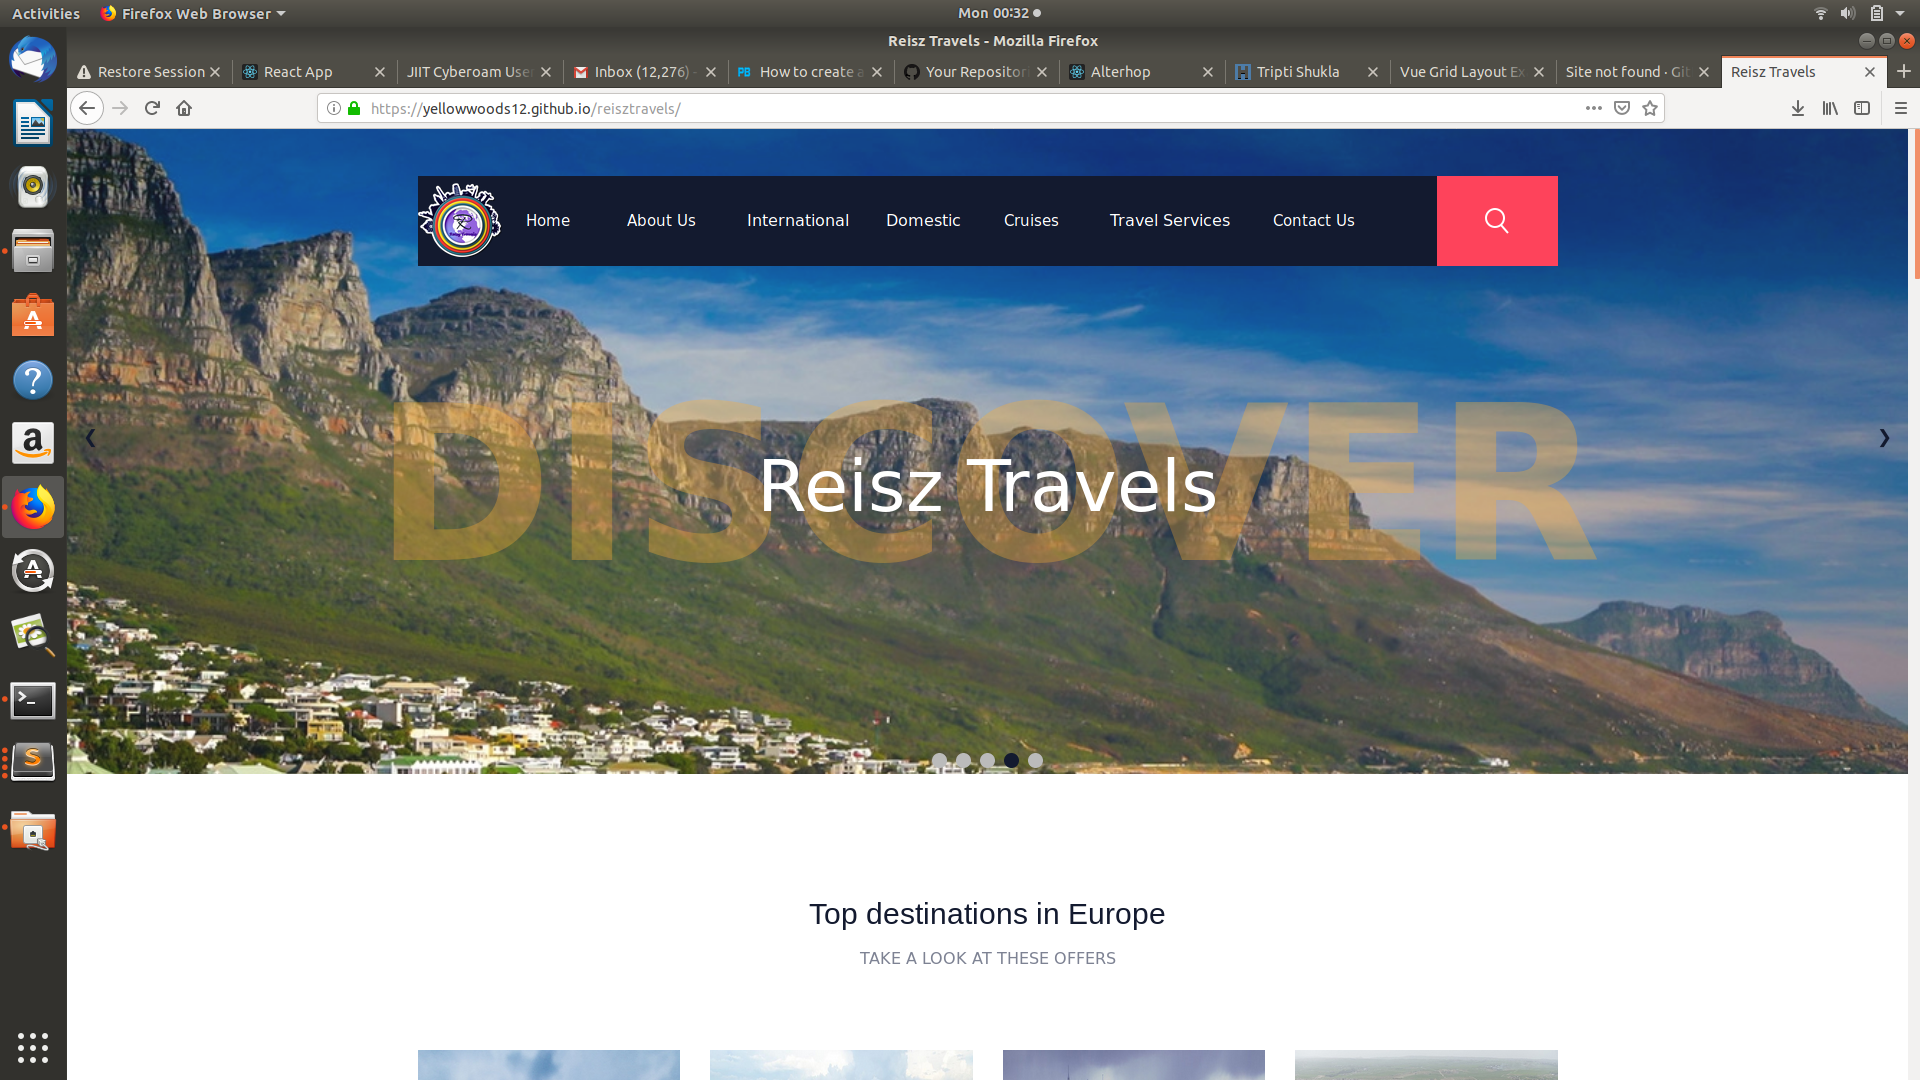 Activities Firefox Web Browser Mon 00:32
Reisz Travels - Mozilla Firefox
Restore Session React App JIIT Cyberoam Use Inbox (12,276) - How to create a Your Repositori Alterhop Tripti Shukla Vue Grid Layout Ex Site not found · Git Reisz Travels
https://yellowwoods12.github.io/reisztravels/
Home About Us International Domestic Cruises Travel Services Contact Us
DISCOVER
Reisz Travels
❮ ❯
Top destinations in Europe
TAKE A LOOK AT THESE OFFERS